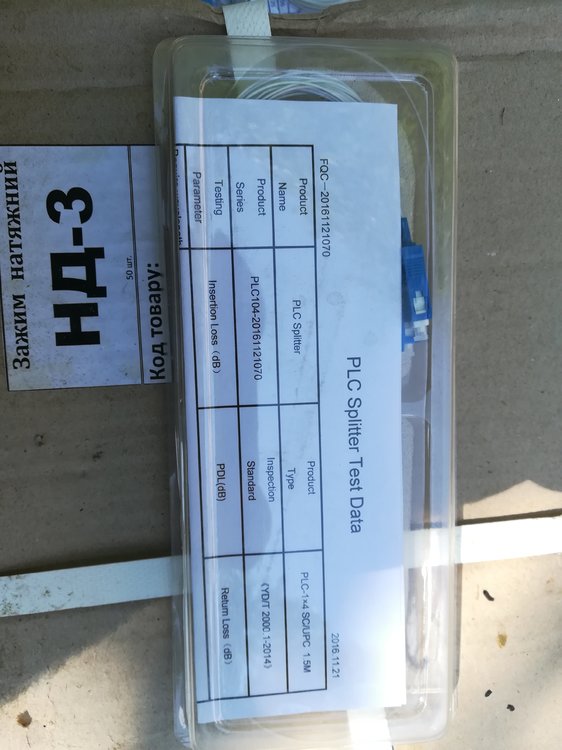 PLC Splitter Test Data
FQC—20161121070
2016.11.21
Product Name
PLC Splitter
Product Type
PLC-1×4 SC/UPC 1.5M
Product Series
PLC104-20161121070
Inspection Standard
《YD/T 2000.1-2014》
Testing Parameter
Insertion Loss (dB)
PDL(dB)
Return Loss (dB)
Зажим натяжний
НД-3
50 шт.
Код товару: